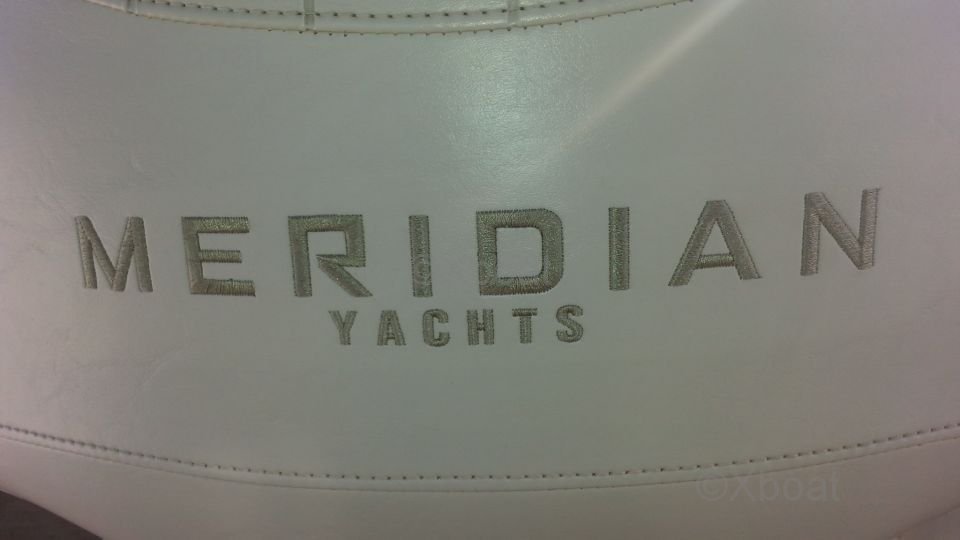 MERIDIAN
YACHTS
©Xboat